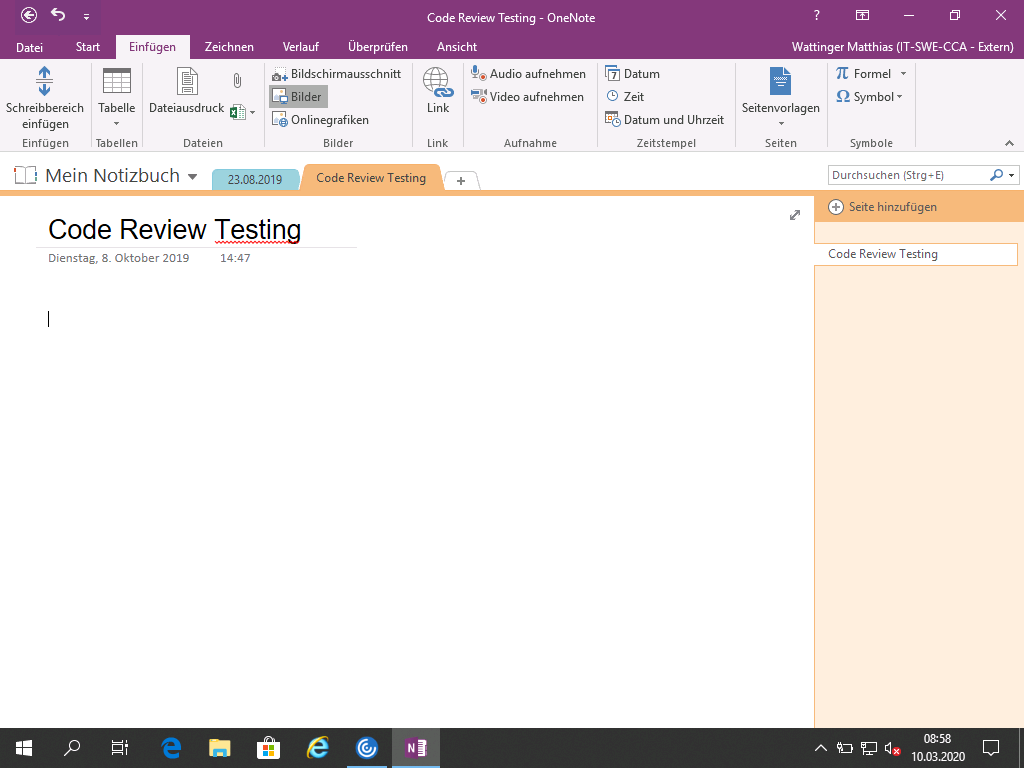 Code Review Testing - OneNote
?
Datei Start Einfügen Zeichnen Verlauf Überprüfen Ansicht
Wattinger Matthias (IT-SWE-CCA - Extern)
Schreibbereich
einfügen
Einfügen
Tabelle
Tabellen
Dateiausdruck
Dateien
Bildschirmausschnitt
Bilder
Onlinegrafiken
Bilder
Link
Link
Audio aufnehmen
Video aufnehmen
Aufnahme
Datum
Zeit
Datum und Uhrzeit
Zeitstempel
Seitenvorlagen
Seiten
π Formel
Ω Symbol
Symbole
Mein Notizbuch
23.08.2019
Code Review Testing
+
Durchsuchen (Strg+E)
Seite hinzufügen
Code Review Testing
Code Review Testing
Dienstag, 8. Oktober 2019 14:47
08:58
10.03.2020